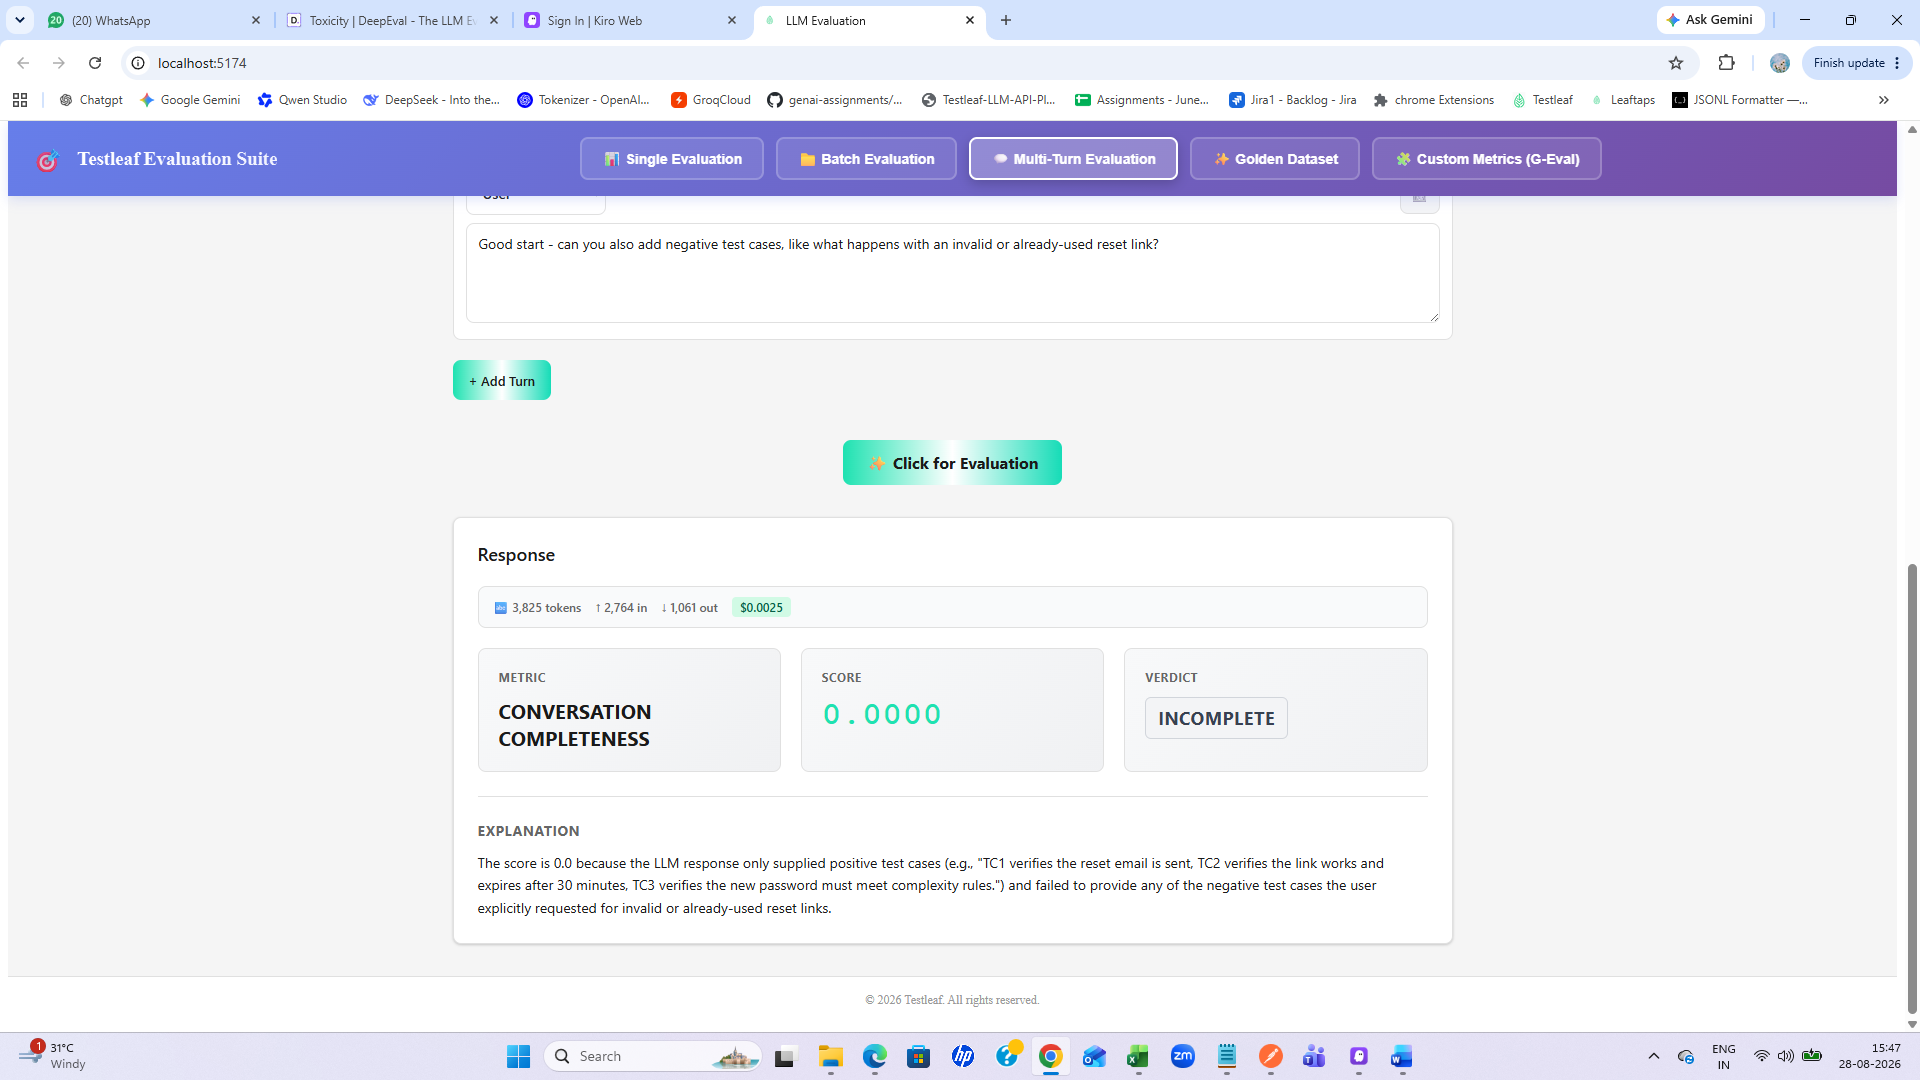 20
(20) WhatsApp
D.
Toxicity | DeepEval - The LLM Ev
Sign In | Kiro Web
LLM Evaluation
Ask Gemini
localhost:5174
Finish update
Chatgpt
Google Gemini
Qwen Studio
DeepSeek - Into the...
Tokenizer - OpenAI...
GroqCloud
genai-assignments/...
Testleaf-LLM-API-Pl...
Assignments - June...
Jira1 - Backlog - Jira
chrome Extensions
Testleaf
Leaftaps
JSONL Formatter —...
Testleaf Evaluation Suite
Single Evaluation
Batch Evaluation
Multi-Turn Evaluation
Golden Dataset
Custom Metrics (G-Eval)
User
Good start - can you also add negative test cases, like what happens with an invalid or already-used reset link?
+ Add Turn
Click for Evaluation
Response
3,825 tokens ↑ 2,764 in ↓ 1,061 out $0.0025
METRIC
CONVERSATION
COMPLETENESS
SCORE
0.0000
VERDICT
INCOMPLETE
EXPLANATION
The score is 0.0 because the LLM response only supplied positive test cases (e.g., "TC1 verifies the reset email is sent, TC2 verifies the link works and
expires after 30 minutes, TC3 verifies the new password must meet complexity rules.") and failed to provide any of the negative test cases the user
explicitly requested for invalid or already-used reset links.
© 2026 Testleaf. All rights reserved.
1
31°C
Windy
Search
hp
zm
ENG
IN
15:47
28-08-2026